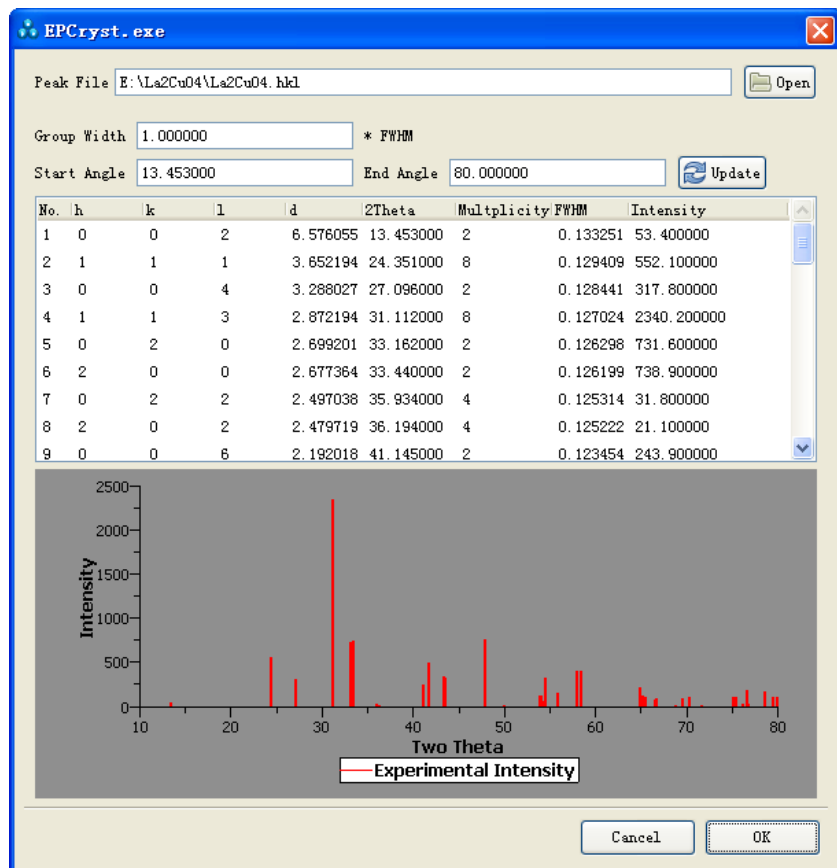 EPCryst.exe
Peak File E:\La2Cu04\La2Cu04.hkl Open
Group Width 1.000000 * FWHM
Start Angle 13.453000 End Angle 80.000000 Update
No. h k l d 2Theta Multplicity FWHM Intensity
1 0 0 2 6.576055 13.453000 2 0.133251 53.400000
2 1 1 1 3.652194 24.351000 8 0.129409 552.100000
3 0 0 4 3.288027 27.096000 2 0.128441 317.800000
4 1 1 3 2.872194 31.112000 8 0.127024 2340.200000
5 0 2 0 2.699201 33.162000 2 0.126298 731.600000
6 2 0 0 2.677364 33.440000 2 0.126199 738.900000
7 0 2 2 2.497038 35.934000 4 0.125314 31.800000
8 2 0 2 2.479719 36.194000 4 0.125222 21.100000
9 0 0 6 2.192018 41.145000 2 0.123454 243.900000
2500
2000
1500
1000
500
0
Intensity
10 20 30 40 50 60 70 80
Two Theta
Experimental Intensity
Cancel OK